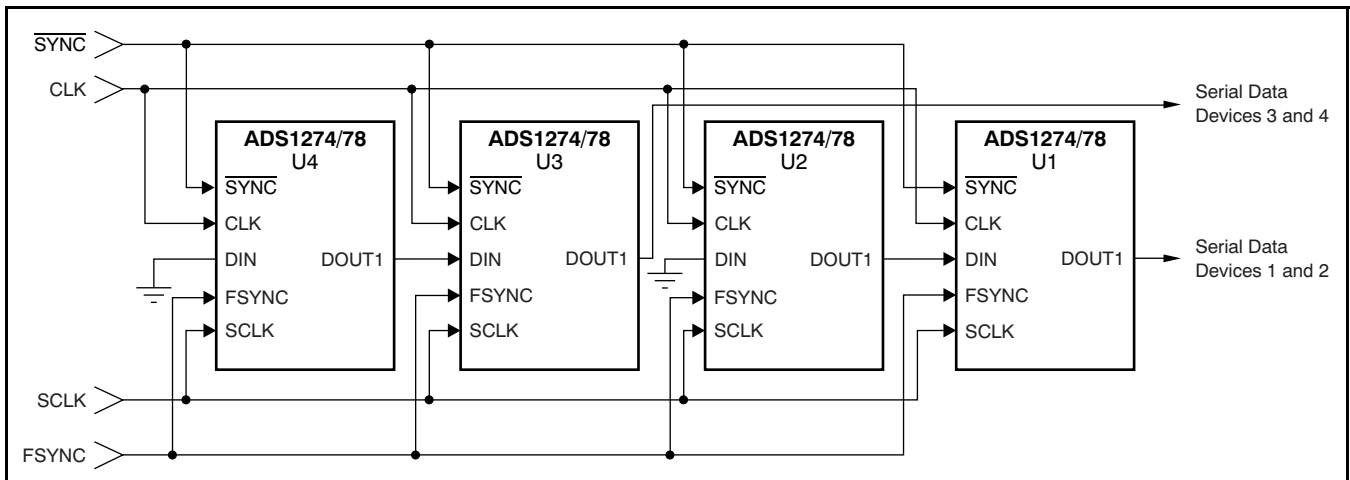 SYNC
CLK
Serial Data
Devices 3 and 4
ADS1274/78
U4
SYNC
CLK
DIN
DOUT1
FSYNC
SCLK
ADS1274/78
U3
SYNC
CLK
DIN
DOUT1
FSYNC
SCLK
ADS1274/78
U2
SYNC
CLK
DIN
DOUT1
FSYNC
SCLK
ADS1274/78
U1
SYNC
CLK
DIN
DOUT1
FSYNC
SCLK
Serial Data
Devices 1 and 2
SCLK
FSYNC